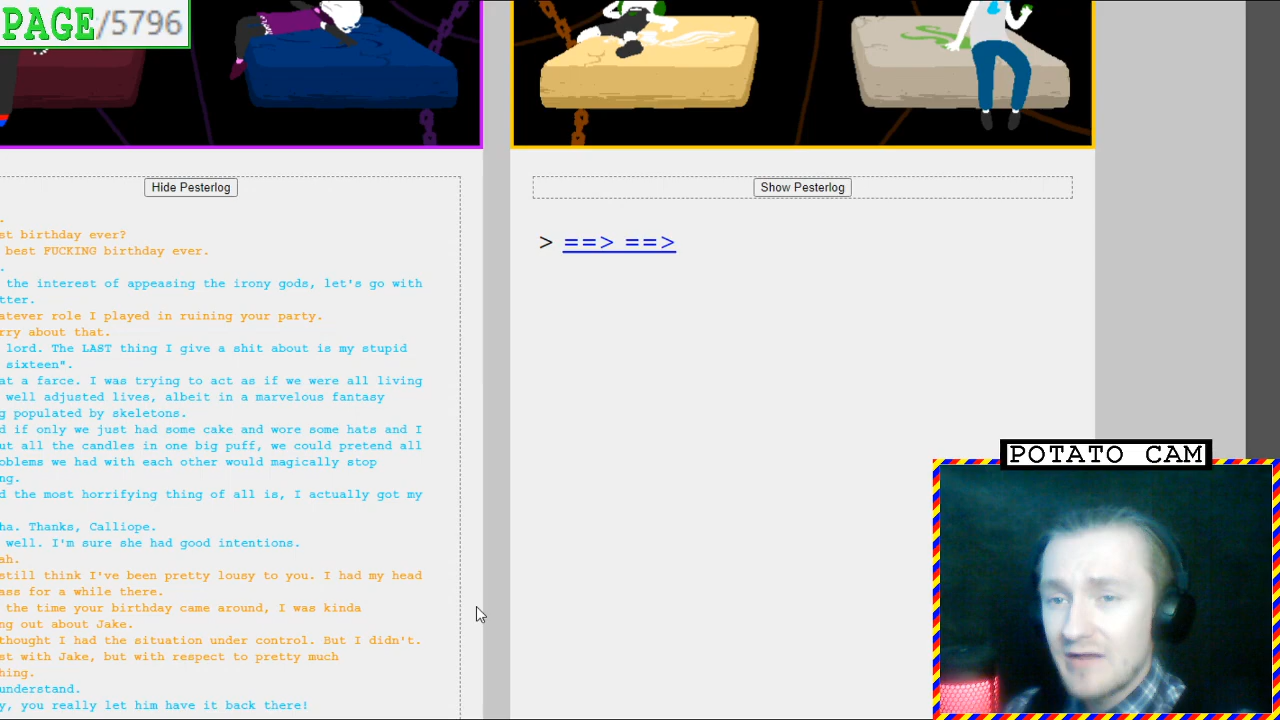 PAGE/5796
Hide Pesterlog
.
st birthday ever?
best FUCKING birthday ever.
.
the interest of appeasing the irony gods, let's go with
tter.
atever role I played in ruining your party.
rry about that.
lord. The LAST thing I give a shit about is my stupid
sixteen".
at a farce. I was trying to act as if we were all living
well adjusted lives, albeit in a marvelous fantasy
g populated by skeletons.
d if only we just had some cake and wore some hats and I
ut all the candles in one big puff, we could pretend all
oblems we had with each other would magically stop
ng.
d the most horrifying thing of all is, I actually got my
ha. Thanks, Calliope.
well. I'm sure she had good intentions.
ah.
still think I've been pretty lousy to you. I had my head
ass for a while there.
the time your birthday came around, I was kinda
ng out about Jake.
thought I had the situation under control. But I didn't.
st with Jake, but with respect to pretty much
hing.
understand.
y, you really let him have it back there!
Show Pesterlog
> ==> ==>
POTATO CAM